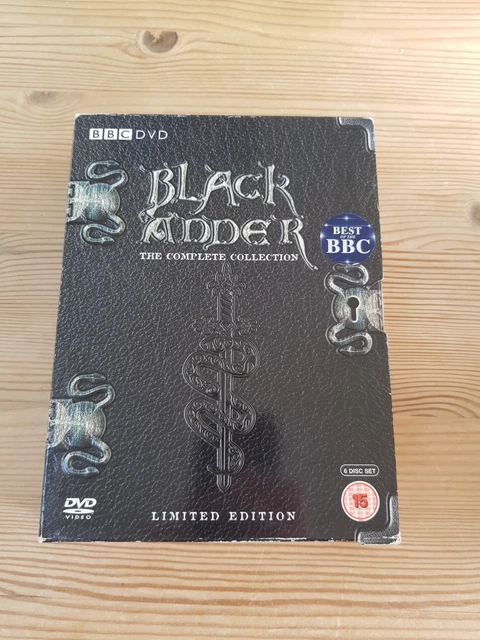 BBC DVD
BLACK
ADDER
THE COMPLETE COLLECTION
BEST
OF THE
BBC
6 DISC SET
15
DVD
VIDEO
LIMITED EDITION